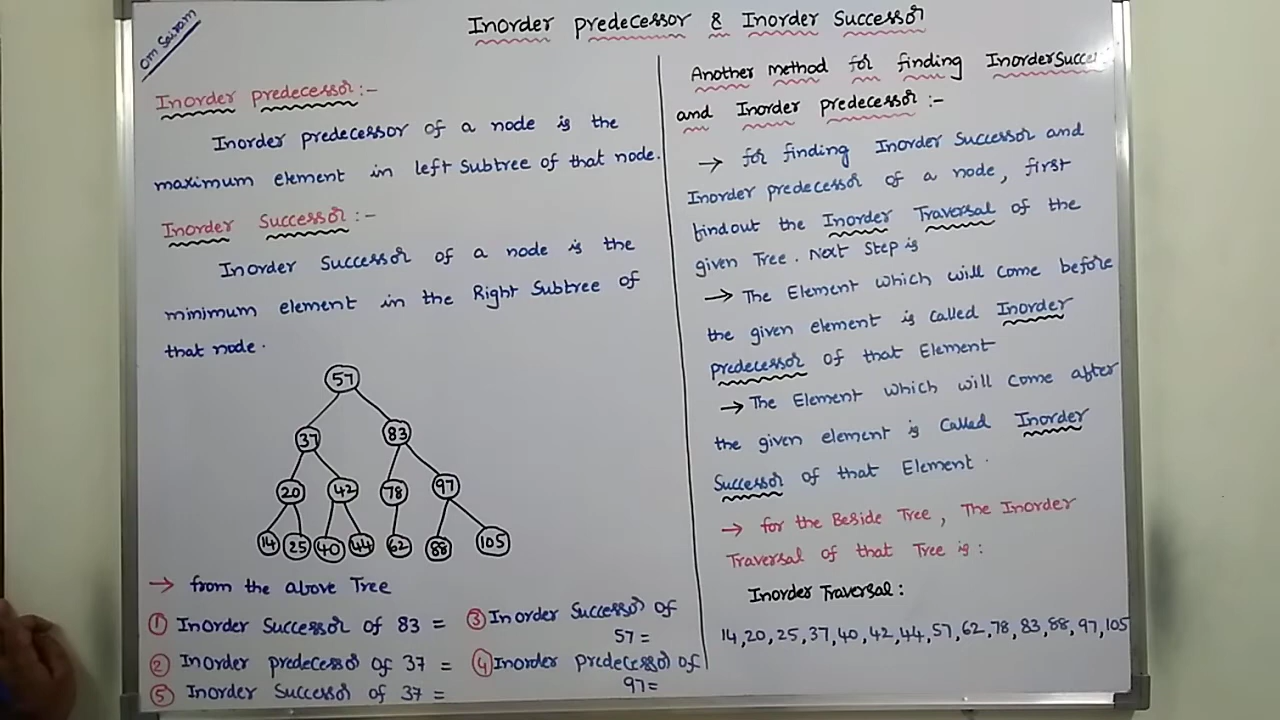 Om Sairam
Inorder predecessor & Inorder Successor
Inorder predecessor :-
Inorder predecessor of a node is the
maximum element in left Subtree of that node.
Inorder Successor :-
Inorder Successor of a node is the
minimum element in the Right Subtree of
that node.
57
37 83
20 42 78 97
14 25 40 44 62 88 105
→ from the above Tree
① Inorder Successor of 83 =
② Inorder predecessor of 37 =
⑤ Inorder Successor of 37 =
③ Inorder Successor of
57 =
④ Inorder predecessor of
97 =
Another method for finding InorderSucce
and Inorder Predecessor :-
→ for finding Inorder Successor and
Inorder predecessor of a node, first
findout the Inorder Traversal of the
given Tree. Next Step is
→ The Element which will come before
the given element is called Inorder
predecessor of that Element
→ The Element which will come after
the given element is called Inorder
Successor of that Element.
→ for the Beside Tree, The Inorder
Traversal of that Tree is:
Inorder Traversal:
14,20,25,37,40,42,44,57,62,78,83,88,97,105